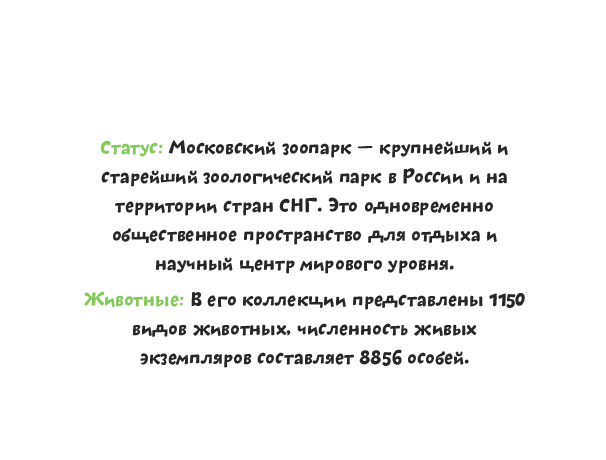 Статус: Московский зоопарк — крупнейший и
старейший зоологический парк в России и на
территории стран СНГ. Это одновременно
общественное пространство для отдыха и
научный центр мирового уровня.
Животные: В его коллекции представлены 1150
видов животных, численность живых
экземпляров составляет 8856 особей.